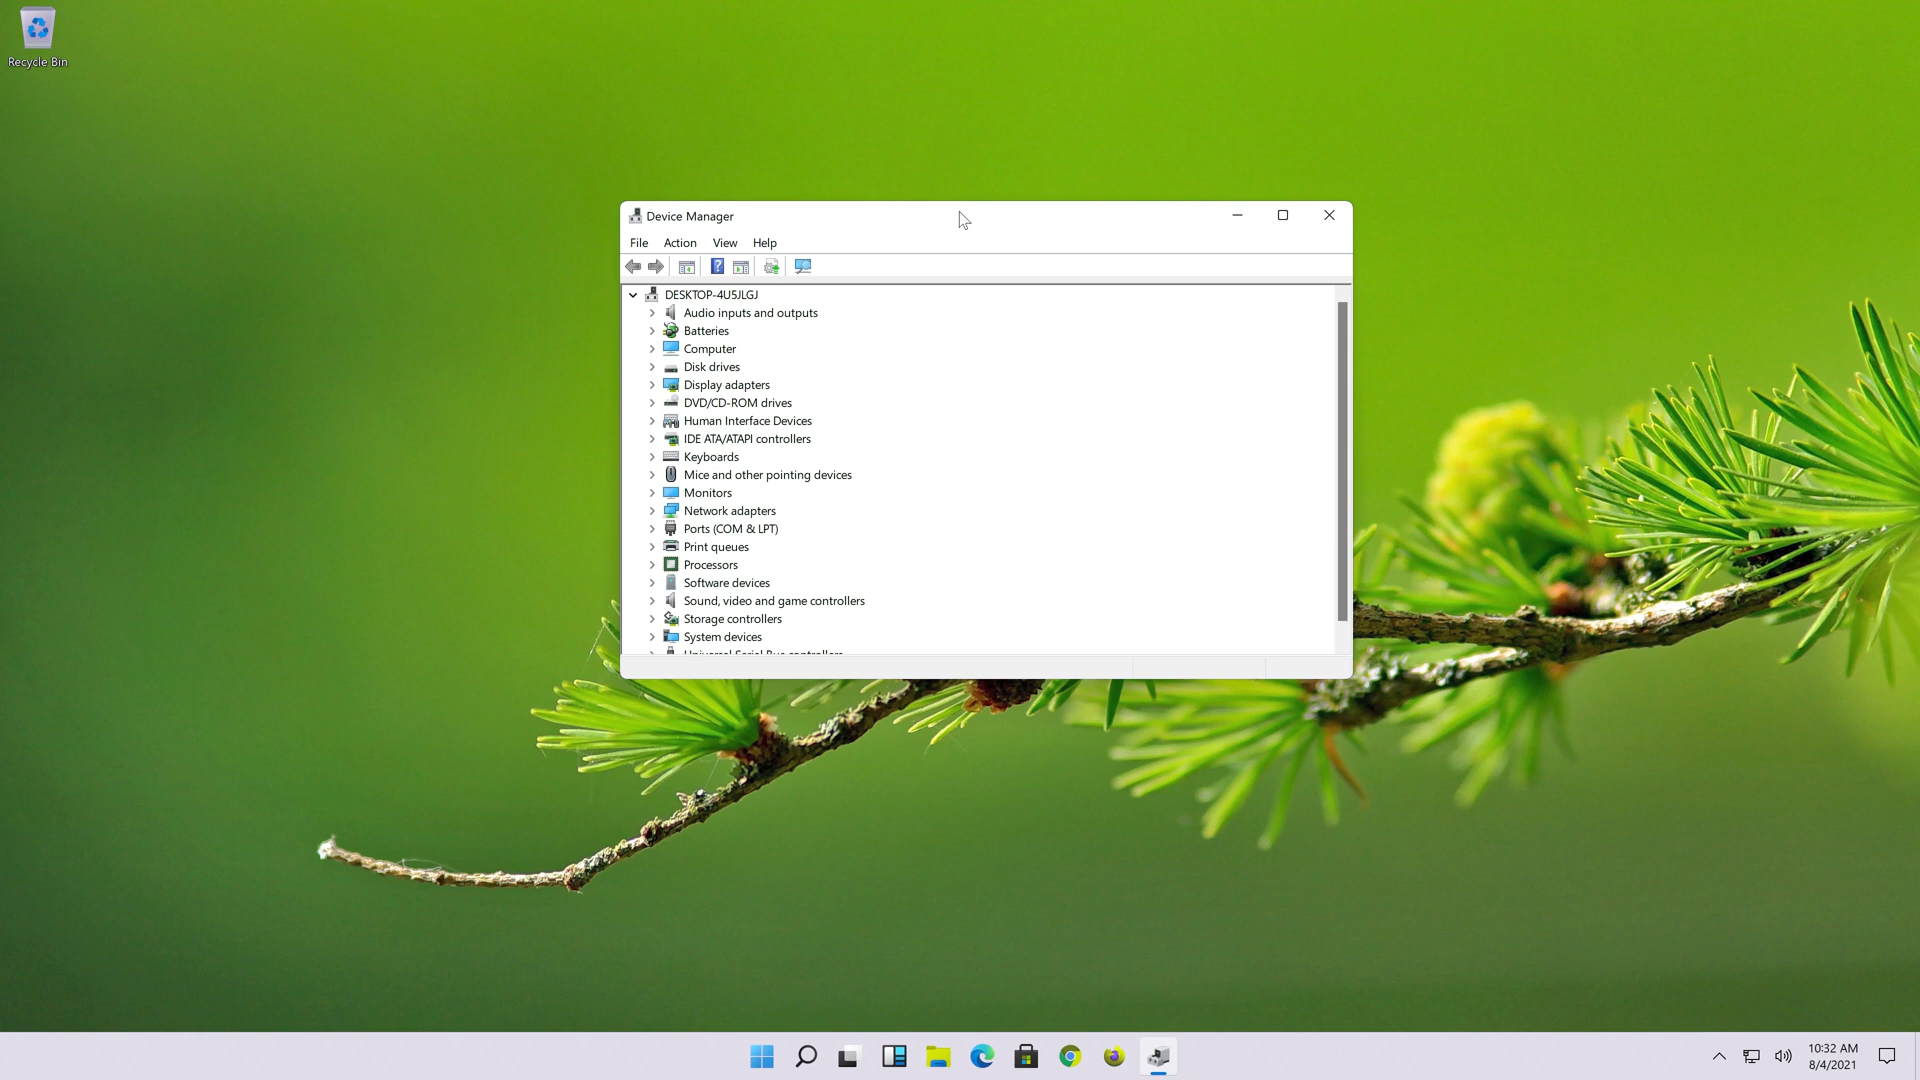 Recycle Bin
Device Manager
File Action View Help
DESKTOP-4U5JLGJ
Audio inputs and outputs
Batteries
Computer
Disk drives
Display adapters
DVD/CD-ROM drives
Human Interface Devices
IDE ATA/ATAPI controllers
Keyboards
Mice and other pointing devices
Monitors
Network adapters
Ports (COM & LPT)
Print queues
Processors
Software devices
Sound, video and game controllers
Storage controllers
System devices
Universal Serial Bus controllers
10:32 AM
8/4/2021